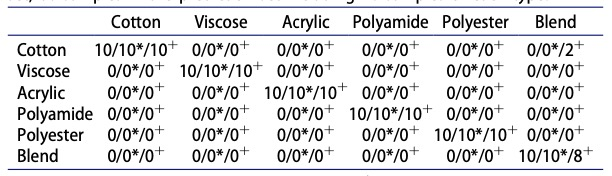 Cotton Viscose Acrylic Polyamide Polyester Blend
Cotton 10/10*/10+ 0/0*/0+ 0/0*/0+ 0/0*/0+ 0/0*/0+ 0/0*/2+
Viscose 0/0*/0+ 10/10*/10+ 0/0*/0+ 0/0*/0+ 0/0*/0+ 0/0*/0+
Acrylic 0/0*/0+ 0/0*/0+ 10/10*/10+ 0/0*/0+ 0/0*/0+ 0/0*/0+
Polyamide 0/0*/0+ 0/0*/0+ 0/0*/0+ 10/10*/10+ 0/0*/0+ 0/0*/0+
Polyester 0/0*/0+ 0/0*/0+ 0/0*/0+ 0/0*/0+ 10/10*/10+ 0/0*/0+
Blend 0/0*/0+ 0/0*/0+ 0/0*/0+ 0/0*/0+ 0/0*/0+ 10/10*/8+